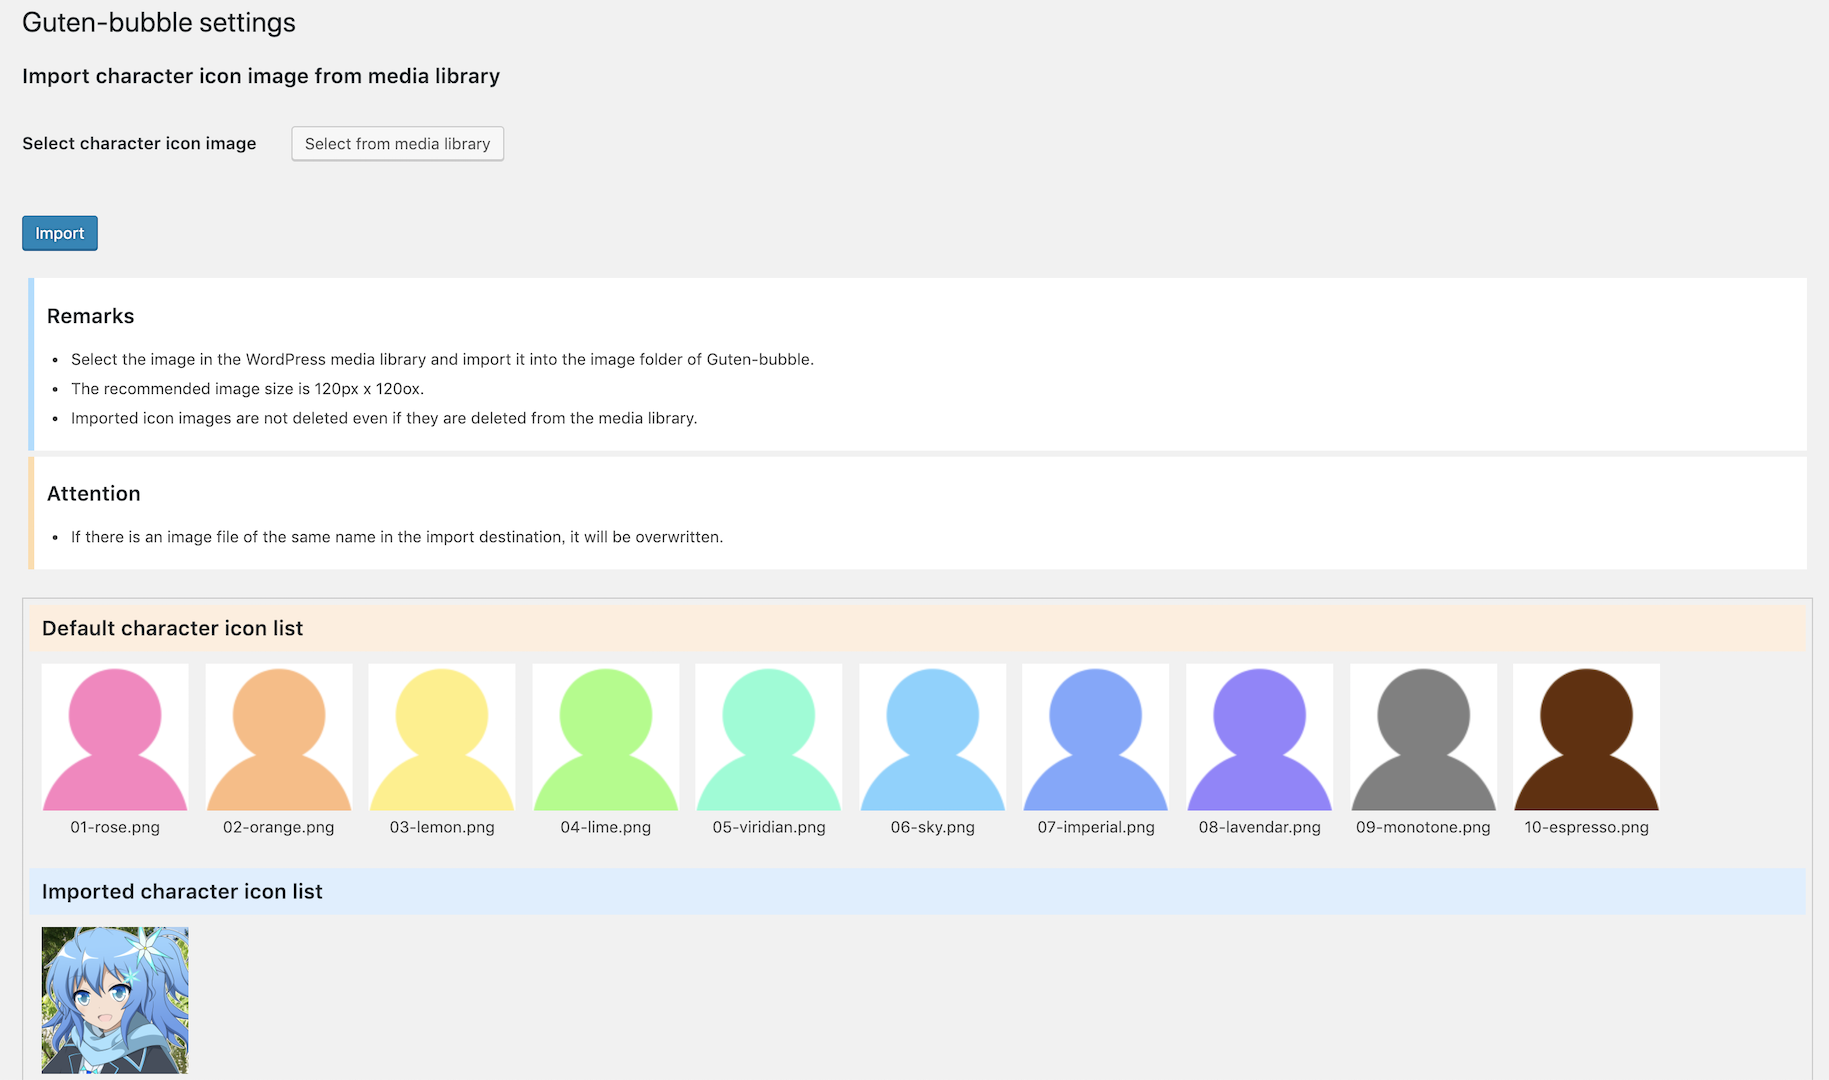 Guten-bubble settings
Import character icon image from media library
Select character icon image
Select from media library
Import
Remarks
Select the image in the WordPress media library and import it into the image folder of Guten-bubble.
The recommended image size is 120px x 120ox.
Imported icon images are not deleted even if they are deleted from the media library.
Attention
If there is an image file of the same name in the import destination, it will be overwritten.
Default character icon list
01-rose.png
02-orange.png
03-lemon.png
04-lime.png
05-viridian.png
06-sky.png
07-imperial.png
08-lavendar.png
09-monotone.png
10-espresso.png
Imported character icon list